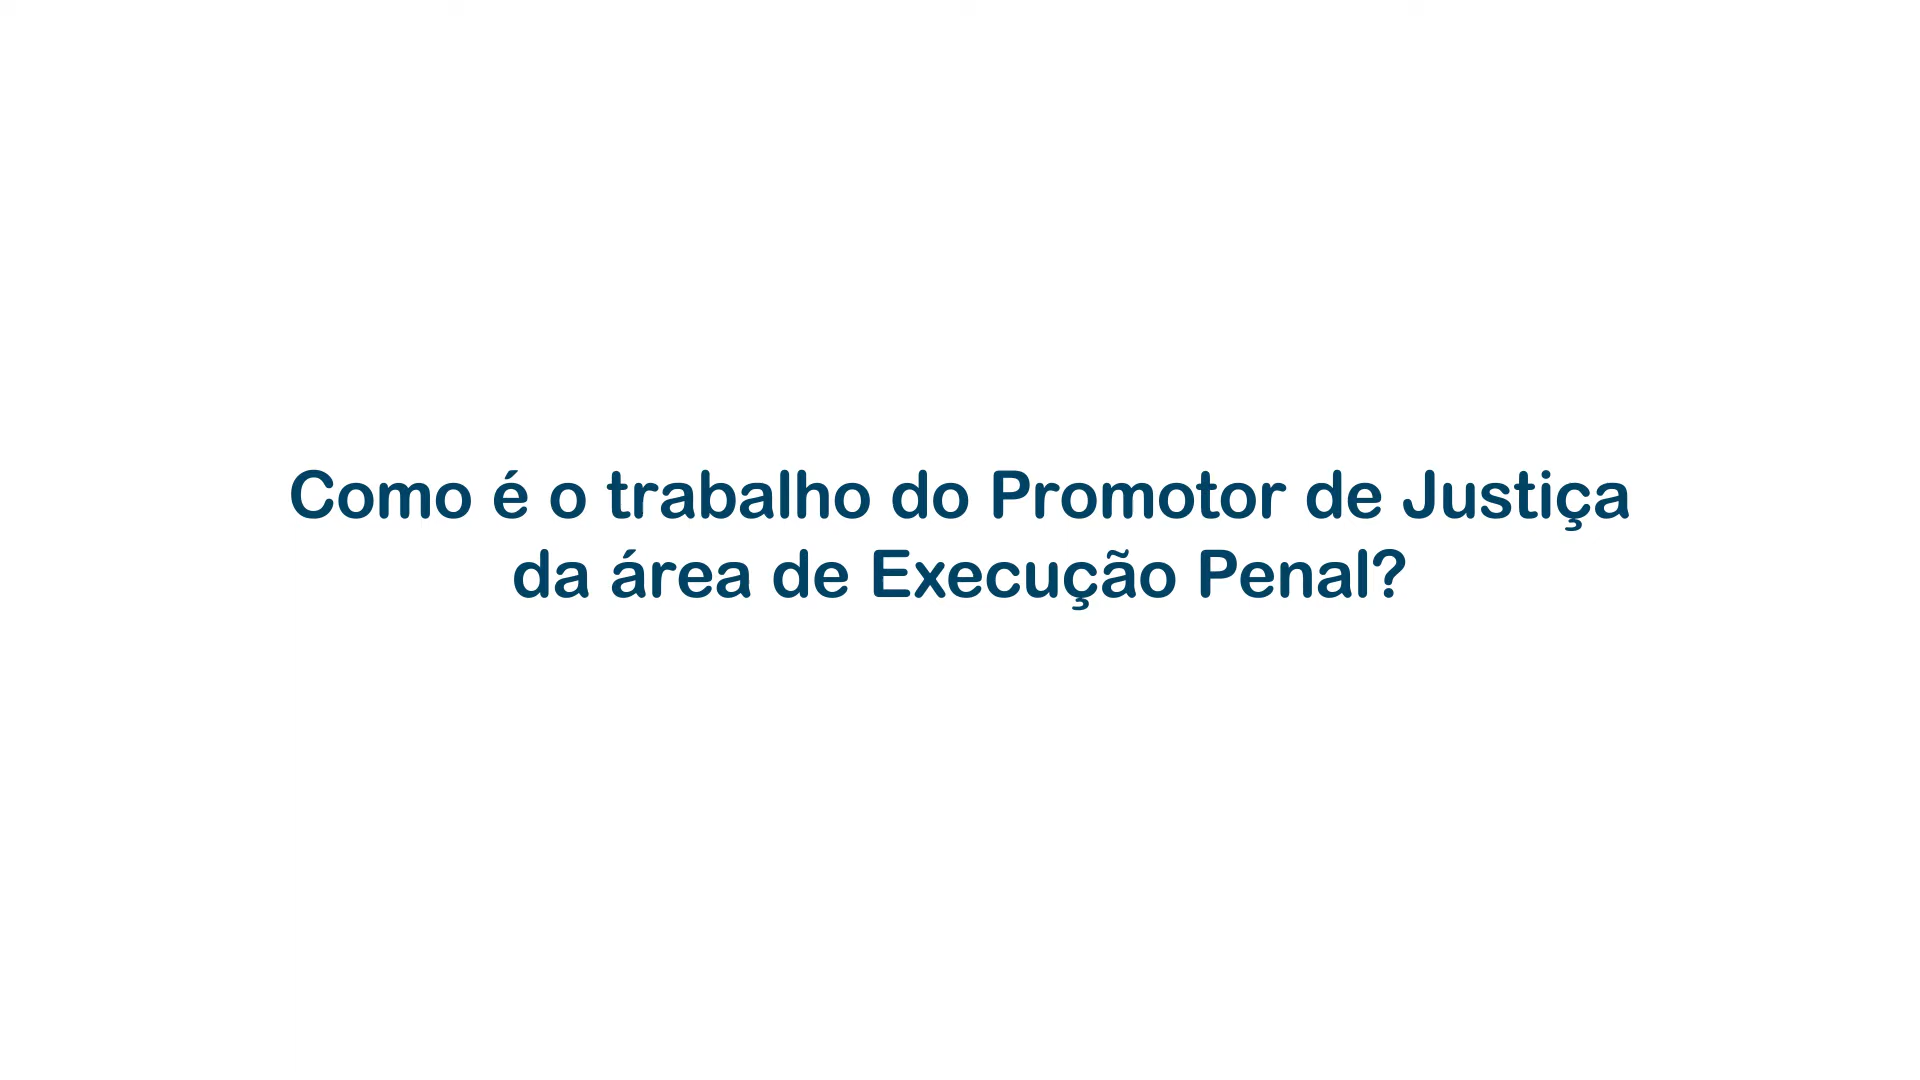 Como é o trabalho do Promotor de Justiça
da área de Execução Penal?